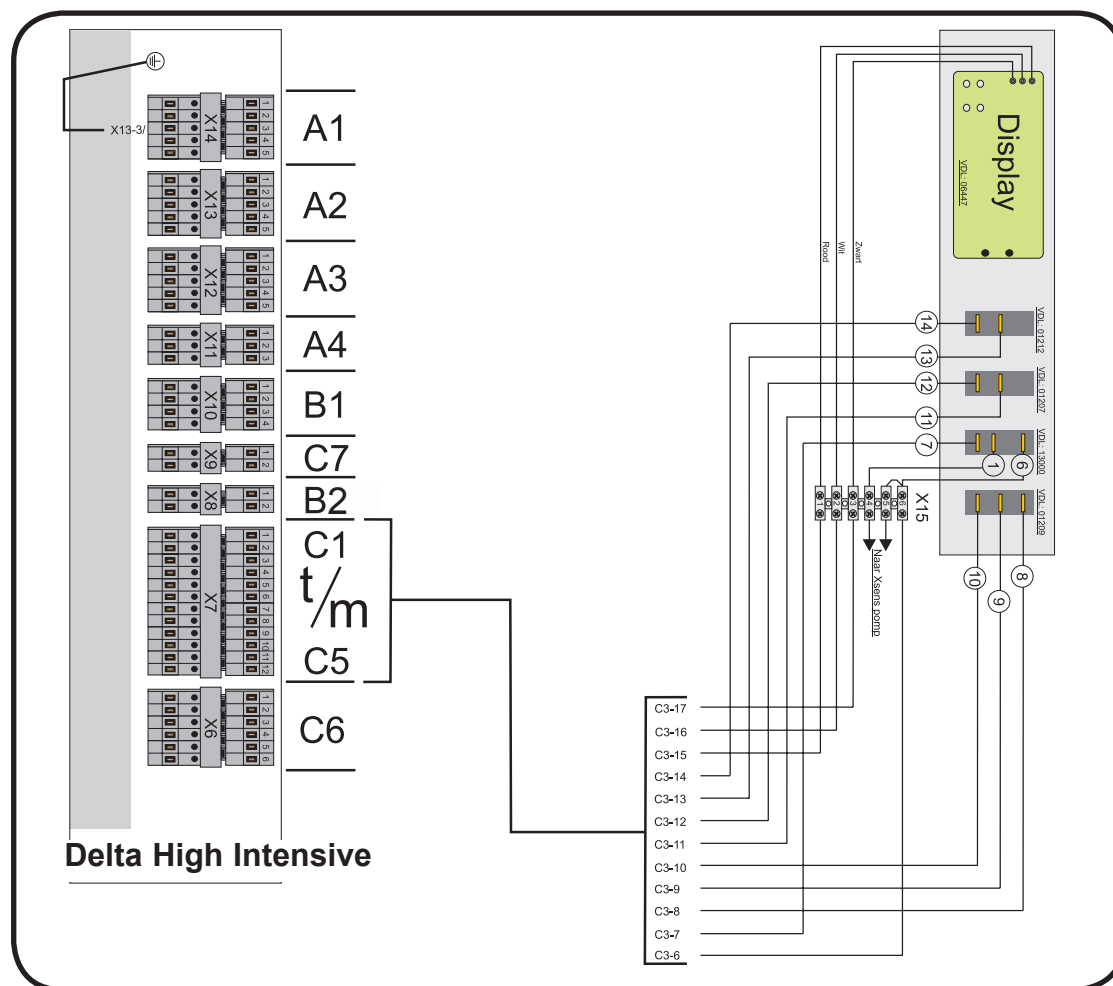 X13-3/
X14
1
2
3
4
5
A1
X13
1
2
3
4
5
A2
X12
1
2
3
4
5
A3
X11
1
2
3
A4
X10
1
2
3
4
B1
X9
1
2
C7
X8
1
2
B2
X7
1
2
3
4
5
6
7
8
9
10
11
12
C1
t/m
C5
X6
1
2
3
4
5
6
C6
Delta High Intensive
Display
VDL: 06447
Rood
Wit
Zwart
14
13
12
11
7
1
6
VDL: 01212
VDL: 01207
VDL: 13000
VDL: 01209
X15
1
2
3
4
5
6
Naar Xsens pomp
10
9
8
C3-17
C3-16
C3-15
C3-14
C3-13
C3-12
C3-11
C3-10
C3-9
C3-8
C3-7
C3-6